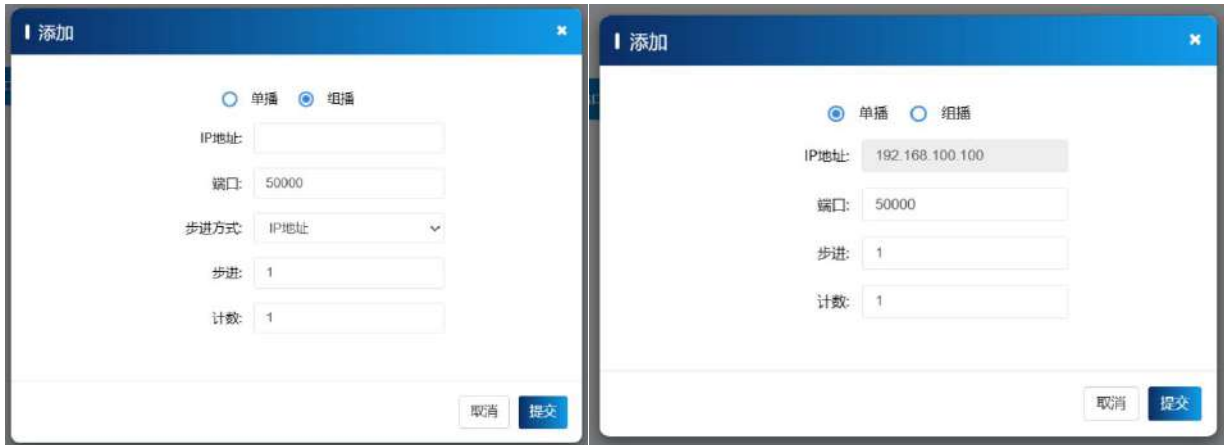 添加
×
单播 组播
IP地址:
端口: 50000
步进方式: IP地址
步进: 1
计数: 1
取消 提交
添加
×
单播 组播
IP地址: 192.168.100.100
端口: 50000
步进: 1
计数: 1
取消 提交